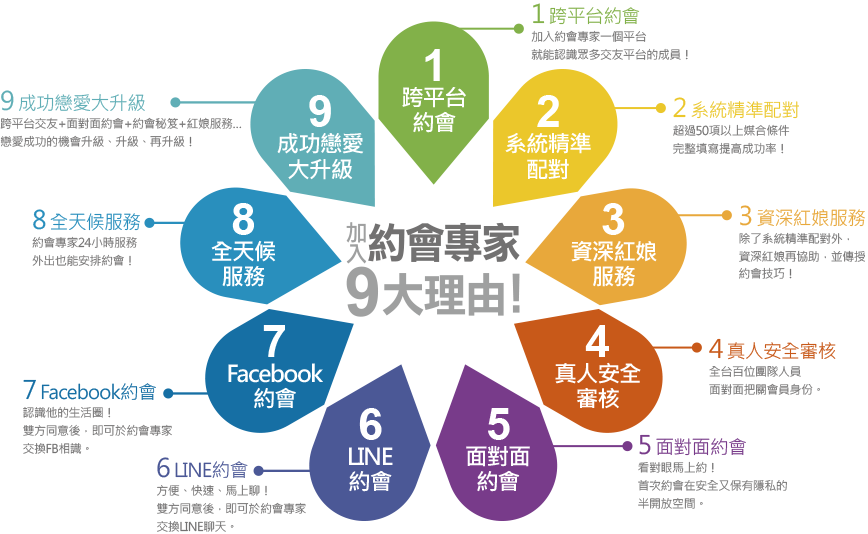 加入
約會專家
9大理由!
1
跨平台
約會
2
系統精準
配對
3
資深紅娘
服務
4
真人安全
審核
5
面對面
約會
6
LINE
約會
7
Facebook
約會
8
全天候
服務
9
成功戀愛
大升級
1 跨平台約會
加入約會專家一個平台
就能認識眾多交友平台的成員！
2 系統精準配對
超過50項以上媒合條件
完整填寫提高成功率！
3 資深紅娘服務
除了系統精準配對外，
資深紅娘再協助，並傳授
約會技巧！
4 真人安全審核
全台百位團隊人員
面對面把關會員身份。
5 面對面約會
看對眼馬上約！
首次約會在安全又保有隱私的
半開放空間。
6 LINE約會
方便、快速、馬上聊！
雙方同意後，即可於約會專家
交換LINE聊天。
7 Facebook約會
認識他的生活圈！
雙方同意後，即可於約會專家
交換FB相識。
8 全天候服務
約會專家24小時服務
外出也能安排約會！
9 成功戀愛大升級
跨平台交友+面對面約會+約會秘笈+紅娘服務...
戀愛成功的機會升級、升級、再升級！